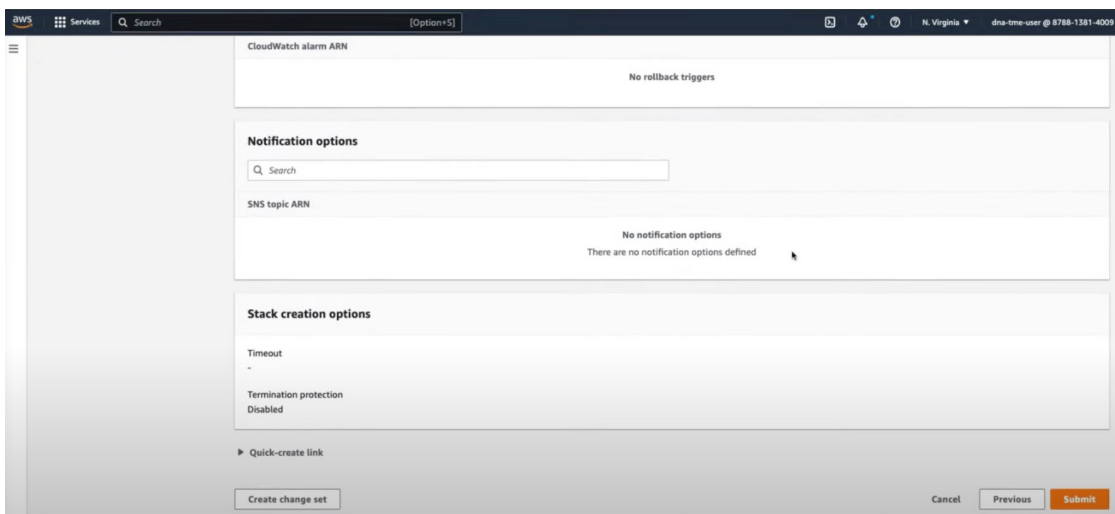 aws Services Search [Option+S] N. Virginia ▼ dna-tme-user @ 8788-1381-4009
CloudWatch alarm ARN
No rollback triggers
Notification options
Search
SNS topic ARN
No notification options
There are no notification options defined
Stack creation options
Timeout
-
Termination protection
Disabled
▶ Quick-create link
Create change set Cancel Previous Submit